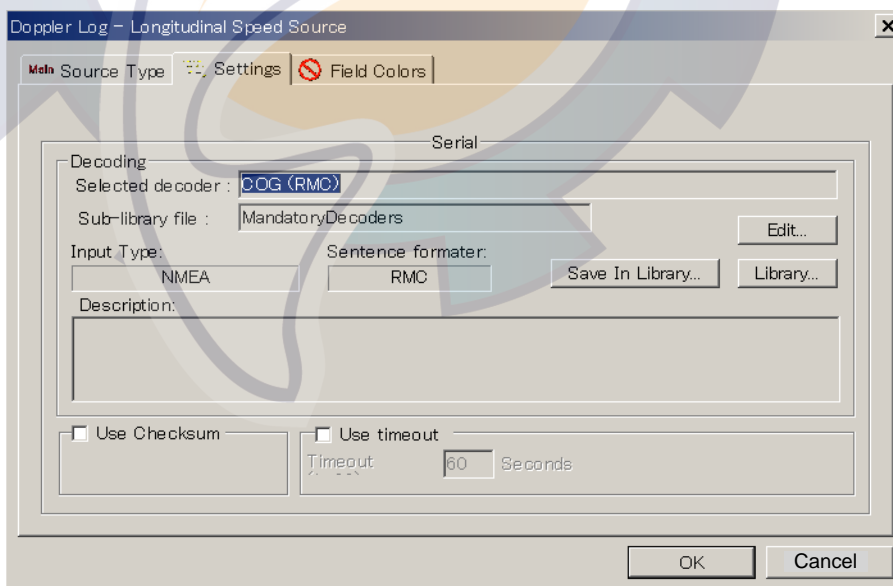 Doppler Log - Longitudinal Speed Source
Main Source Type Settings Field Colors
Serial
Decoding
Selected decoder : COG (RMC)
Sub-library file : MandatoryDecoders
Edit...
Input Type: Sentence formater:
NMEA RMC Save In Library... Library...
Description:
Use Checksum Use timeout
Timeout 60 Seconds
OK Cancel